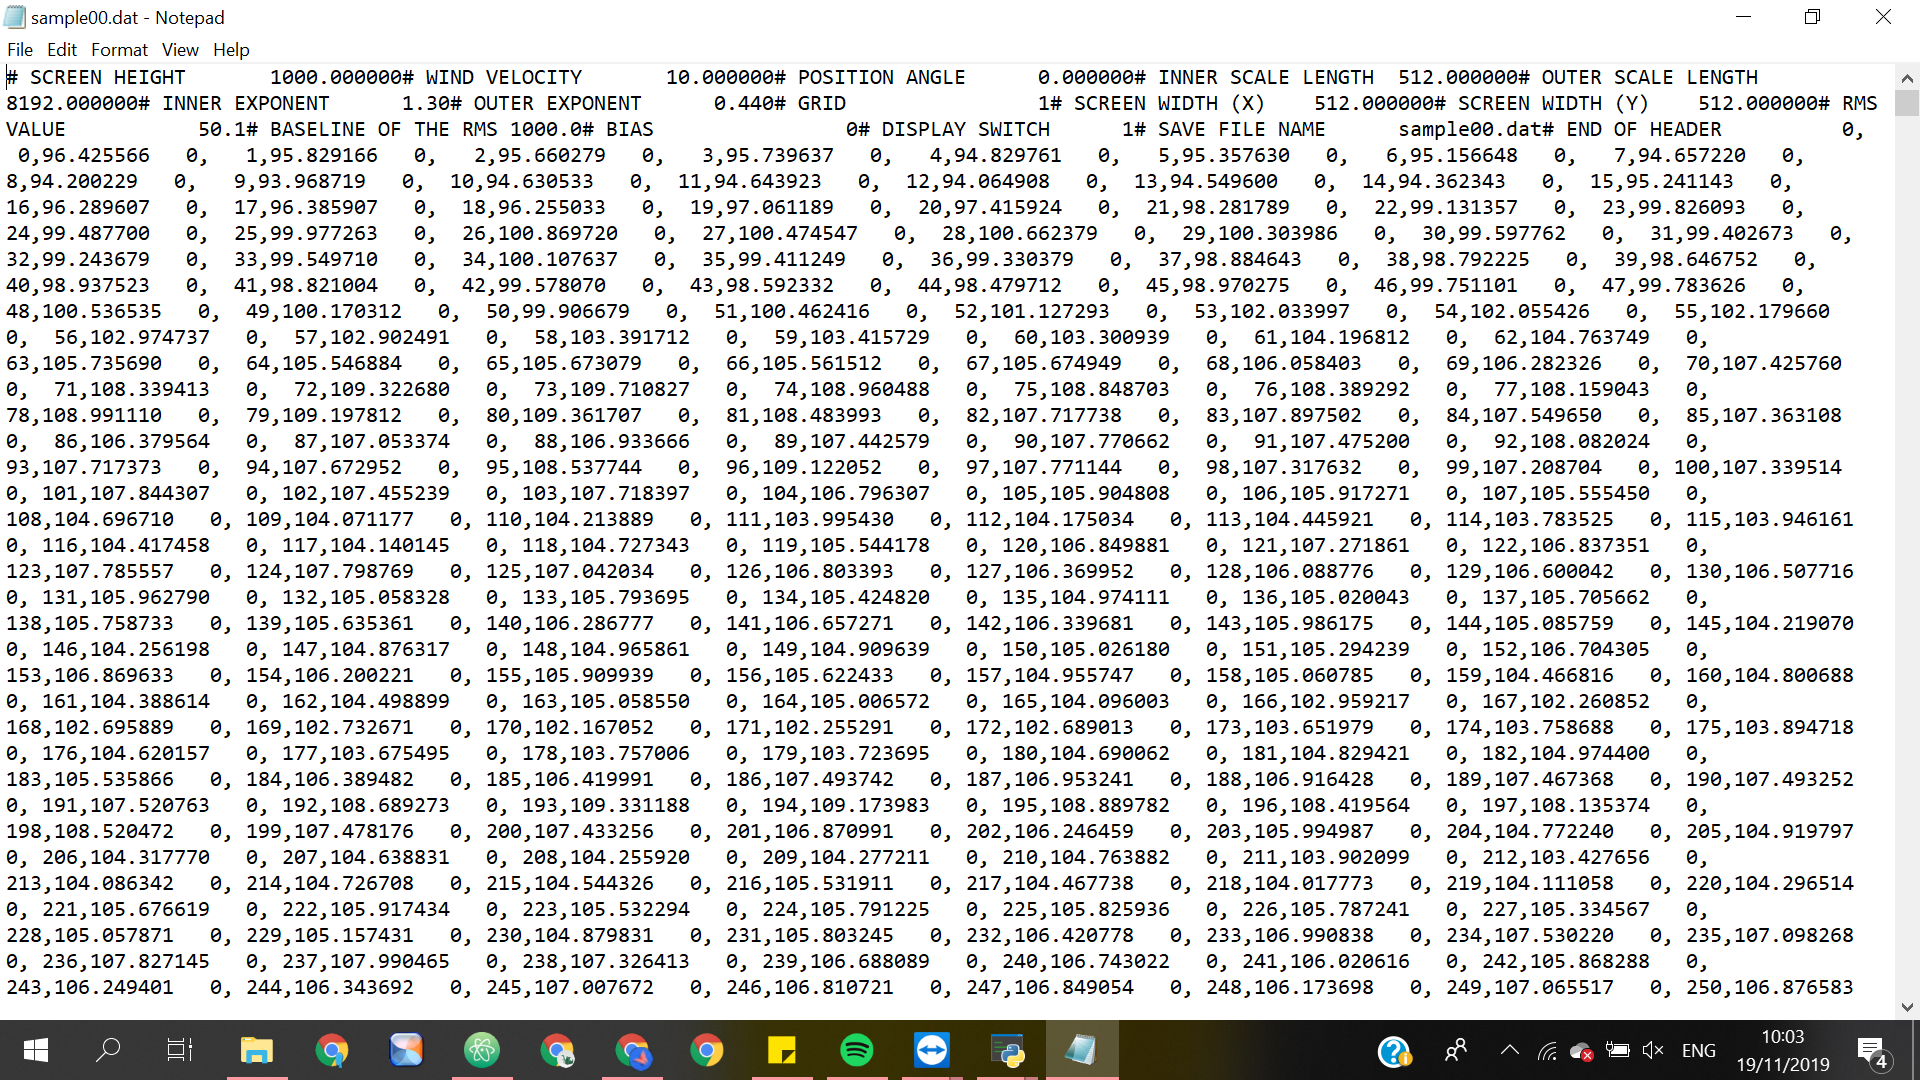 sample00.dat - Notepad
File Edit Format View Help
# SCREEN HEIGHT       1000.000000# WIND VELOCITY       10.000000# POSITION ANGLE      0.000000# INNER SCALE LENGTH  512.000000# OUTER SCALE LENGTH
8192.000000# INNER EXPONENT      1.30# OUTER EXPONENT      0.440# GRID                1# SCREEN WIDTH (X)    512.000000# SCREEN WIDTH (Y)    512.000000# RMS
VALUE           50.1# BASELINE OF THE RMS 1000.0# BIAS                0# DISPLAY SWITCH      1# SAVE FILE NAME      sample00.dat# END OF HEADER          0,
0,96.425566   0,   1,95.829166   0,   2,95.660279   0,   3,95.739637   0,   4,94.829761   0,   5,95.357630   0,   6,95.156648   0,   7,94.657220   0,
8,94.200229   0,   9,93.968719   0,  10,94.630533   0,  11,94.643923   0,  12,94.064908   0,  13,94.549600   0,  14,94.362343   0,  15,95.241143   0,
16,96.289607   0,  17,96.385907   0,  18,96.255033   0,  19,97.061189   0,  20,97.415924   0,  21,98.281789   0,  22,99.131357   0,  23,99.826093   0,
24,99.487700   0,  25,99.977263   0,  26,100.869720   0,  27,100.474547   0,  28,100.662379   0,  29,100.303986   0,  30,99.597762   0,  31,99.402673   0,
32,99.243679   0,  33,99.549710   0,  34,100.107637   0,  35,99.411249   0,  36,99.330379   0,  37,98.884643   0,  38,98.792225   0,  39,98.646752   0,
40,98.937523   0,  41,98.821004   0,  42,99.578070   0,  43,98.592332   0,  44,98.479712   0,  45,98.970275   0,  46,99.751101   0,  47,99.783626   0,
48,100.536535   0,  49,100.170312   0,  50,99.906679   0,  51,100.462416   0,  52,101.127293   0,  53,102.033997   0,  54,102.055426   0,  55,102.179660
0,  56,102.974737   0,  57,102.902491   0,  58,103.391712   0,  59,103.415729   0,  60,103.300939   0,  61,104.196812   0,  62,104.763749   0,
63,105.735690   0,  64,105.546884   0,  65,105.673079   0,  66,105.561512   0,  67,105.674949   0,  68,106.058403   0,  69,106.282326   0,  70,107.425760
0,  71,108.339413   0,  72,109.322680   0,  73,109.710827   0,  74,108.960488   0,  75,108.848703   0,  76,108.389292   0,  77,108.159043   0,
78,108.991110   0,  79,109.197812   0,  80,109.361707   0,  81,108.483993   0,  82,107.717738   0,  83,107.897502   0,  84,107.549650   0,  85,107.363108
0,  86,106.379564   0,  87,107.053374   0,  88,106.933666   0,  89,107.442579   0,  90,107.770662   0,  91,107.475200   0,  92,108.082024   0,
93,107.717373   0,  94,107.672952   0,  95,108.537744   0,  96,109.122052   0,  97,107.771144   0,  98,107.317632   0,  99,107.208704   0, 100,107.339514
0, 101,107.844307   0, 102,107.455239   0, 103,107.718397   0, 104,106.796307   0, 105,105.904808   0, 106,105.917271   0, 107,105.555450   0,
108,104.696710   0, 109,104.071177   0, 110,104.213889   0, 111,103.995430   0, 112,104.175034   0, 113,104.445921   0, 114,103.783525   0, 115,103.946161
0, 116,104.417458   0, 117,104.140145   0, 118,104.727343   0, 119,105.544178   0, 120,106.849881   0, 121,107.271861   0, 122,106.837351   0,
123,107.785557   0, 124,107.798769   0, 125,107.042034   0, 126,106.803393   0, 127,106.369952   0, 128,106.088776   0, 129,106.600042   0, 130,106.507716
0, 131,105.962790   0, 132,105.058328   0, 133,105.793695   0, 134,105.424820   0, 135,104.974111   0, 136,105.020043   0, 137,105.705662   0,
138,105.758733   0, 139,105.635361   0, 140,106.286777   0, 141,106.657271   0, 142,106.339681   0, 143,105.986175   0, 144,105.085759   0, 145,104.219070
0, 146,104.256198   0, 147,104.876317   0, 148,104.965861   0, 149,104.909639   0, 150,105.026180   0, 151,105.294239   0, 152,106.704305   0,
153,106.869633   0, 154,106.200221   0, 155,105.909939   0, 156,105.622433   0, 157,104.955747   0, 158,105.060785   0, 159,104.466816   0, 160,104.800688
0, 161,104.388614   0, 162,104.498899   0, 163,105.058550   0, 164,105.006572   0, 165,104.096003   0, 166,102.959217   0, 167,102.260852   0,
168,102.695889   0, 169,102.732671   0, 170,102.167052   0, 171,102.255291   0, 172,102.689013   0, 173,103.651979   0, 174,103.758688   0, 175,103.894718
0, 176,104.620157   0, 177,103.675495   0, 178,103.757006   0, 179,103.723695   0, 180,104.690062   0, 181,104.829421   0, 182,104.974400   0,
183,105.535866   0, 184,106.389482   0, 185,106.419991   0, 186,107.493742   0, 187,106.953241   0, 188,106.916428   0, 189,107.467368   0, 190,107.493252
0, 191,107.520763   0, 192,108.689273   0, 193,109.331188   0, 194,109.173983   0, 195,108.889782   0, 196,108.419564   0, 197,108.135374   0,
198,108.520472   0, 199,107.478176   0, 200,107.433256   0, 201,106.870991   0, 202,106.246459   0, 203,105.994987   0, 204,104.772240   0, 205,104.919797
0, 206,104.317770   0, 207,104.638831   0, 208,104.255920   0, 209,104.277211   0, 210,104.763882   0, 211,103.902099   0, 212,103.427656   0,
213,104.086342   0, 214,104.726708   0, 215,104.544326   0, 216,105.531911   0, 217,104.467738   0, 218,104.017773   0, 219,104.111058   0, 220,104.296514
0, 221,105.676619   0, 222,105.917434   0, 223,105.532294   0, 224,105.791225   0, 225,105.825936   0, 226,105.787241   0, 227,105.334567   0,
228,105.057871   0, 229,105.157431   0, 230,104.879831   0, 231,105.803245   0, 232,106.420778   0, 233,106.990838   0, 234,107.530220   0, 235,107.098268
0, 236,107.827145   0, 237,107.990465   0, 238,107.326413   0, 239,106.688089   0, 240,106.743022   0, 241,106.020616   0, 242,105.868288   0,
243,106.249401   0, 244,106.343692   0, 245,107.007672   0, 246,106.810721   0, 247,106.849054   0, 248,106.173698   0, 249,107.065517   0, 250,106.876583
ENG
10:03
19/11/2019
4